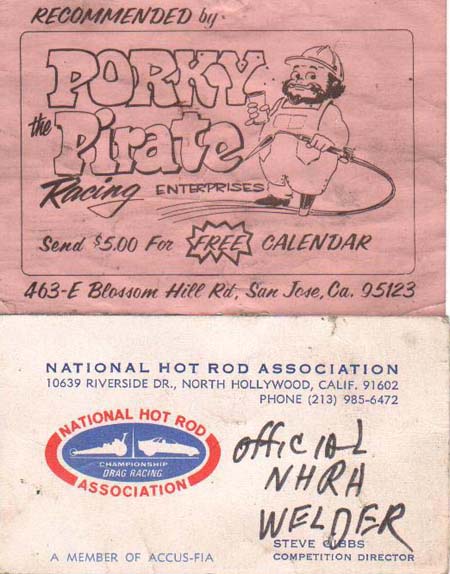 RECOMMENDED by:
PORKY
the Pirate
Racing ENTERPRISES
Send $5.00 For FREE CALENDAR
463-E Blossom Hill Rd, San Jose, Ca. 95123
NATIONAL HOT ROD ASSOCIATION
10639 RIVERSIDE DR., NORTH HOLLYWOOD, CALIF. 91602
PHONE (213) 985-6472
NATIONAL HOT ROD
CHAMPIONSHIP
DRAG RACING
ASSOCIATION
OFFICIAL
NHRA
WELDER
STEVE GIBBS
COMPETITION DIRECTOR
A MEMBER OF ACCUS-FIA